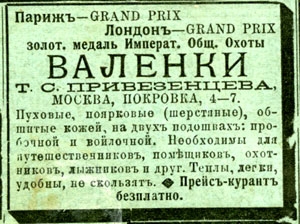 Парижъ—GRAND PRIX
Лондонъ—GRAND PRIX
золот. медаль Императ. Общ. Охоты
ВАЛЕНКИ
Т. С. ПРИВЕЗЕНЦЕВА,
МОСКВА, ПОКРОВКА, 4—7.
Пуховые, поярковые (шерстяные), об-
шитые кожей, на двухъ подошвахъ: про-
бочной и войлочной. Необходимы для
путешественниковъ, помѣщиковъ, охот-
никовъ, лыжниковъ и друг. Теплы, легки,
удобны, не скользятъ. ◆ Прейсъ-курантъ
безплатно.